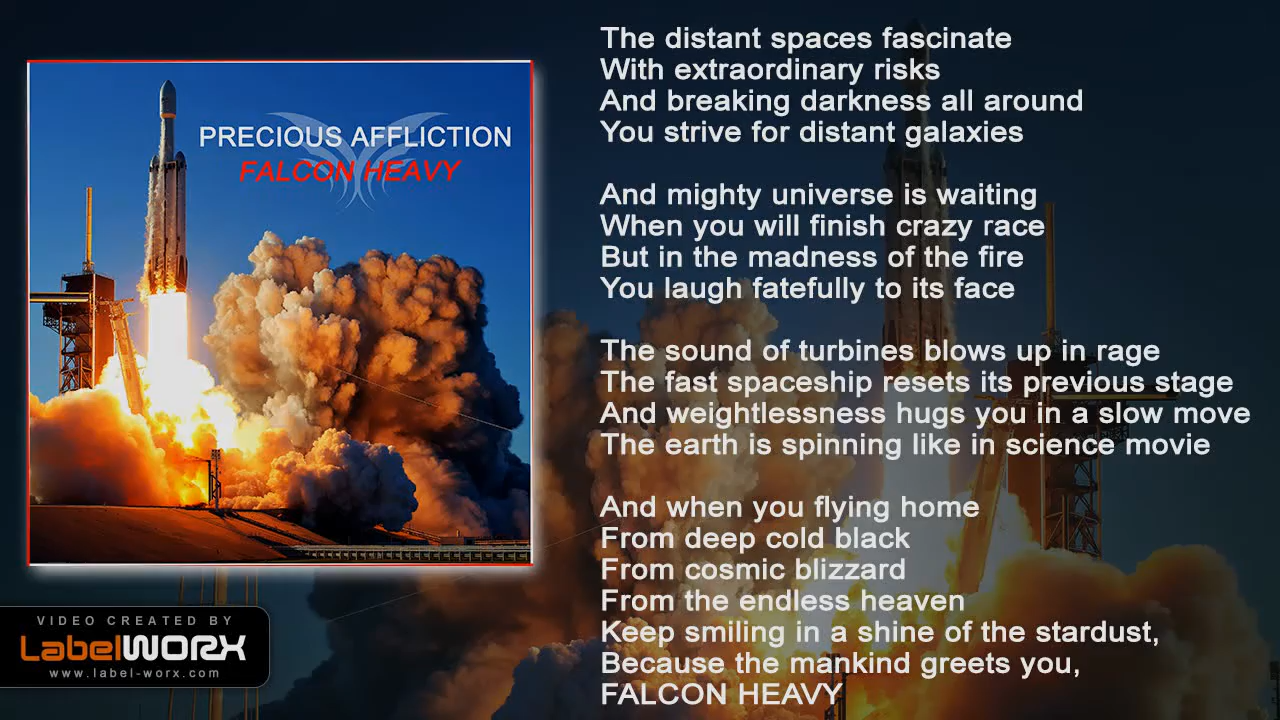 PRECIOUS AFFLICTION
FALCON HEAVY
VIDEO CREATED BY
LabelWORX
www.label-worx.com
The distant spaces fascinate
With extraordinary risks
And breaking darkness all around
You strive for distant galaxies
And mighty universe is waiting
When you will finish crazy race
But in the madness of the fire
You laugh fatefully to its face
The sound of turbines blows up in rage
The fast spaceship resets its previous stage
And weightlessness hugs you in a slow move
The earth is spinning like in science movie
And when you flying home
From deep cold black
From cosmic blizzard
From the endless heaven
Keep smiling in a shine of the stardust,
Because the mankind greets you,
FALCON HEAVY